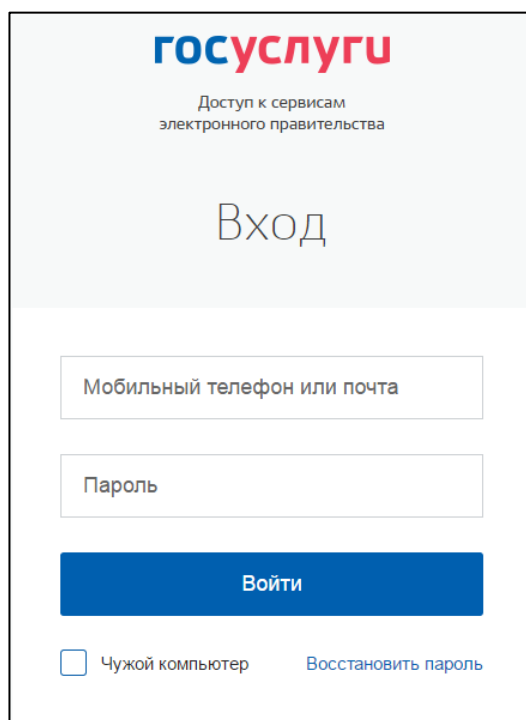 госуслуги
Доступ к сервисам
электронного правительства
Вход
Мобильный телефон или почта
Пароль
Войти
Чужой компьютер Восстановить пароль